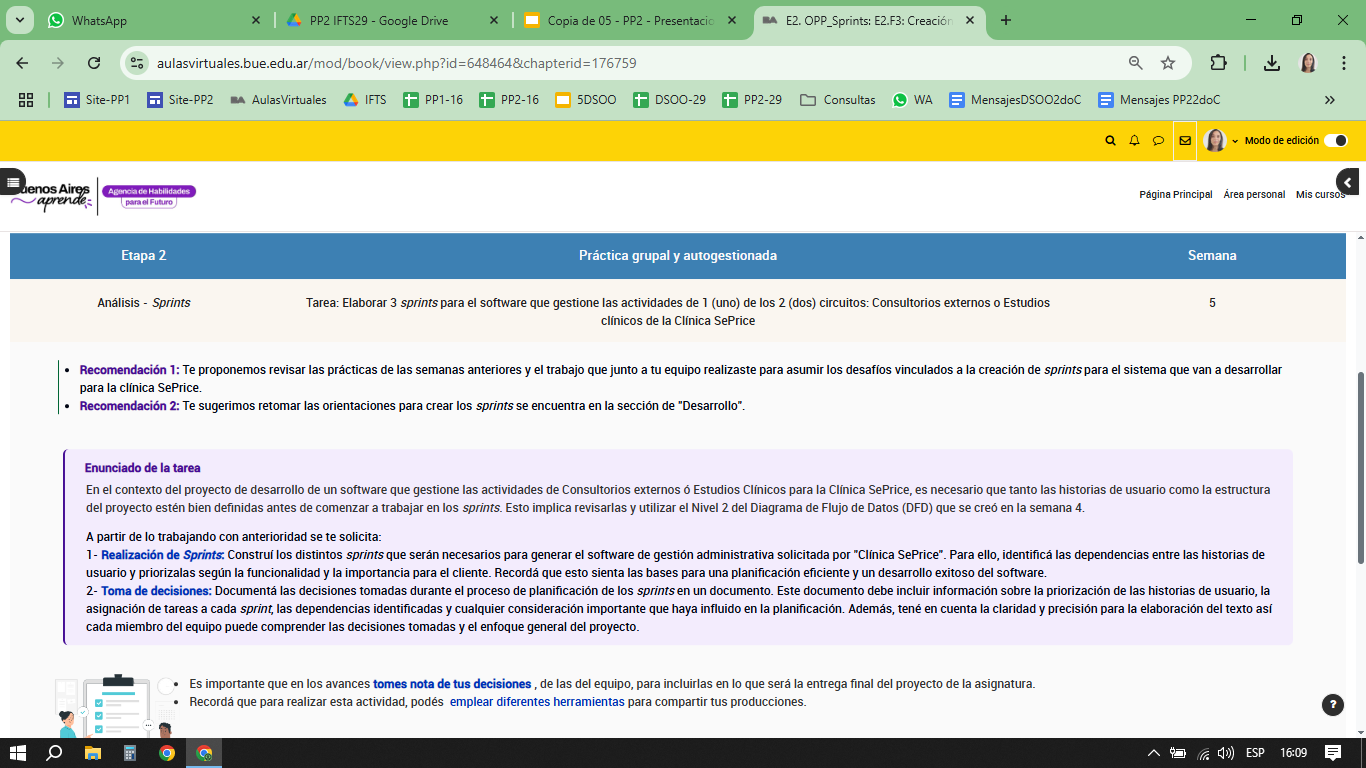 WhatsApp
PP2 IFTS29 - Google Drive
Copia de 05 - PP2 - Presentacio
E2. OPP_Sprints: E2.F3: Creación
aulasvirtuales.bue.edu.ar/mod/book/view.php?id=648464&chapterid=176759
Site-PP1
Site-PP2
AulasVirtuales
IFTS
PP1-16
PP2-16
5DSOO
DSOO-29
PP2-29
Consultas
WA
MensajesDSOO2doC
Mensajes PP22doC
Modo de edición
uenos Aires
aprende
Agencia de Habilidades
para el Futuro
Página Principal
Área personal
Mis cursos
Etapa 2
Práctica grupal y autogestionada
Semana
Análisis - Sprints
Tarea: Elaborar 3 sprints para el software que gestione las actividades de 1 (uno) de los 2 (dos) circuitos: Consultorios externos o Estudios
clínicos de la Clínica SePrice
5
Recomendación 1: Te proponemos revisar las prácticas de las semanas anteriores y el trabajo que junto a tu equipo realizaste para asumir los desafíos vinculados a la creación de sprints para el sistema que van a desarrollar
para la clínica SePrice.
Recomendación 2: Te sugerimos retomar las orientaciones para crear los sprints se encuentra en la sección de "Desarrollo".
Enunciado de la tarea
En el contexto del proyecto de desarrollo de un software que gestione las actividades de Consultorios externos ó Estudios Clínicos para la Clínica SePrice, es necesario que tanto las historias de usuario como la estructura
del proyecto estén bien definidas antes de comenzar a trabajar en los sprints. Esto implica revisarlas y utilizar el Nivel 2 del Diagrama de Flujo de Datos (DFD) que se creó en la semana 4.
A partir de lo trabajando con anterioridad se te solicita:
1- Realización de Sprints: Construí los distintos sprints que serán necesarios para generar el software de gestión administrativa solicitada por "Clínica SePrice". Para ello, identificá las dependencias entre las historias de
usuario y priorizalas según la funcionalidad y la importancia para el cliente. Recordá que esto sienta las bases para una planificación eficiente y un desarrollo exitoso del software.
2- Toma de decisiones: Documentá las decisiones tomadas durante el proceso de planificación de los sprints en un documento. Este documento debe incluir información sobre la priorización de las historias de usuario, la
asignación de tareas a cada sprint, las dependencias identificadas y cualquier consideración importante que haya influido en la planificación. Además, tené en cuenta la claridad y precisión para la elaboración del texto así
cada miembro del equipo puede comprender las decisiones tomadas y el enfoque general del proyecto.
Es importante que en los avances tomes nota de tus decisiones , de las del equipo, para incluirlas en lo que será la entrega final del proyecto de la asignatura.
Recordá que para realizar esta actividad, podés emplear diferentes herramientas para compartir tus producciones.
ESP
16:09